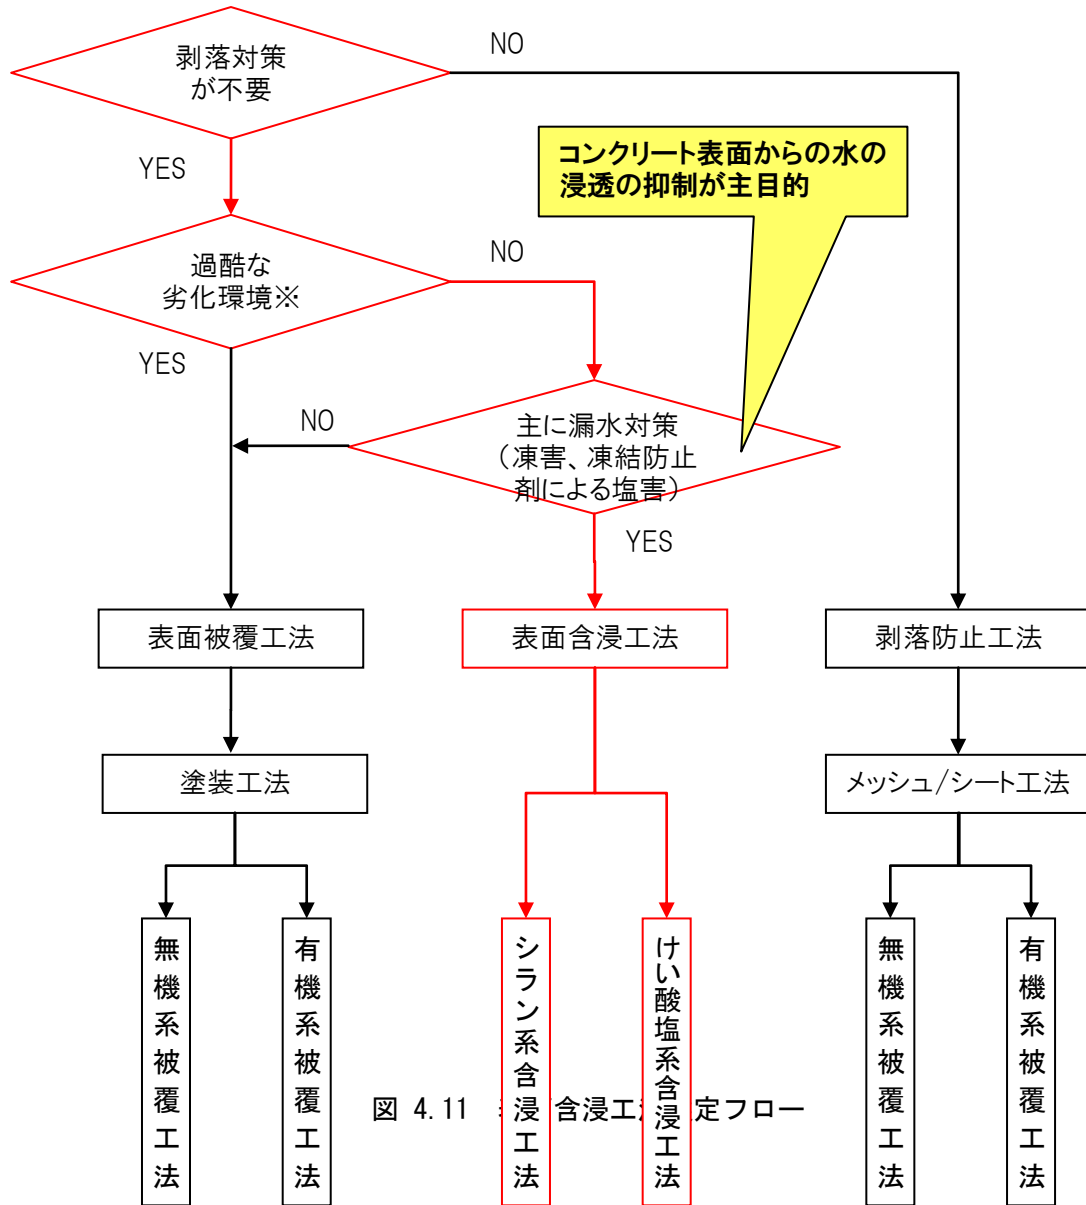 剥落対策
が不要
NO
YES
コンクリート表面からの水の
浸透の抑制が主目的
過酷な
劣化環境※
NO
YES
主に漏水対策
（凍害、凍結防止
剤による塩害）
NO
YES
表面被覆工法
表面含浸工法
剥落防止工法
塗装工法
メッシュ/シート工法
無機系被覆工法
有機系被覆工法
シラン系含浸工法
けい酸塩系含浸工法
無機系被覆工法
有機系被覆工法
図 4.11 含浸工 定フロー